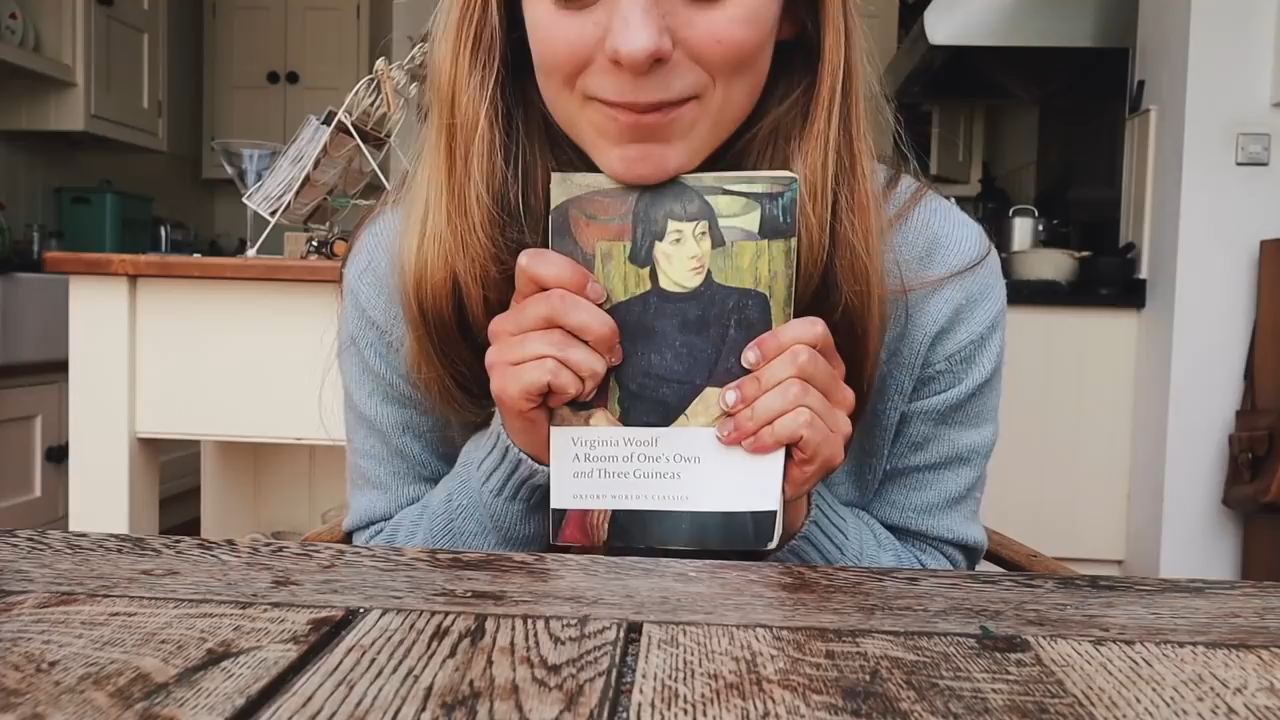 Virginia Woolf
A Room of One's Own
and Three Guineas
OXFORD WORLD'S CLASSICS